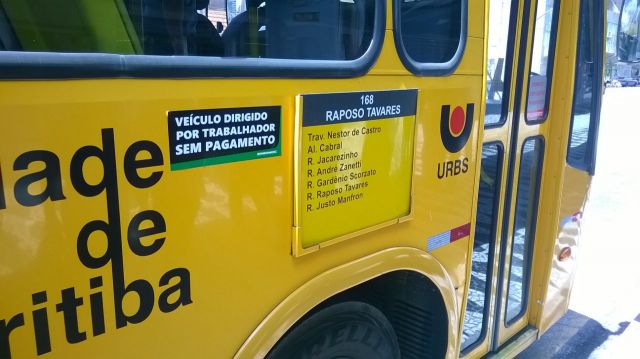 VEÍCULO DIRIGIDO
POR TRABALHADOR
SEM PAGAMENTO
168
RAPOSO TAVARES
Trav. Nestor de Castro
Al. Cabral
R. Jacarezinho
R. André Zanetti
R. Gardênio Scorzato
R. Raposo Tavares
R. Justo Manfron
URBS
dade
de
ritiba